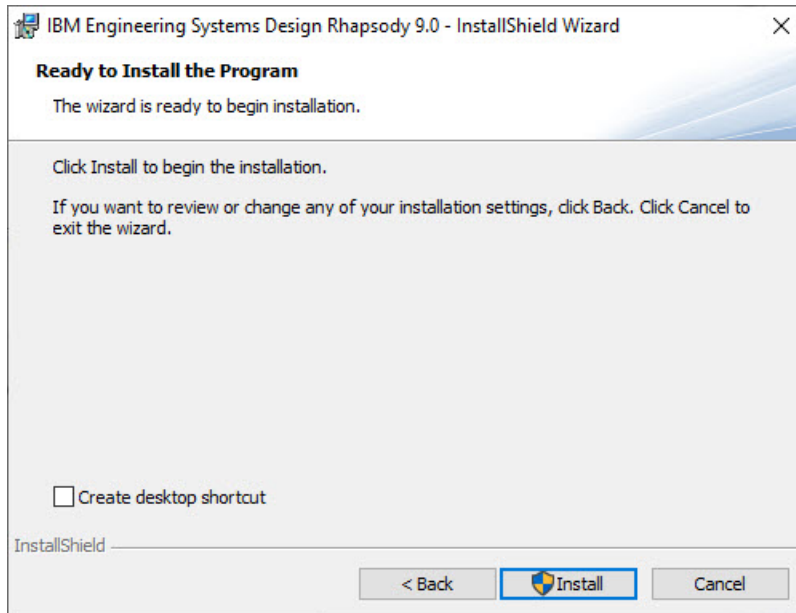 IBM Engineering Systems Design Rhapsody 9.0 - InstallShield Wizard
Ready to Install the Program
The wizard is ready to begin installation.
Click Install to begin the installation.
If you want to review or change any of your installation settings, click Back. Click Cancel to
exit the wizard.
Create desktop shortcut
InstallShield
< Back
Install
Cancel